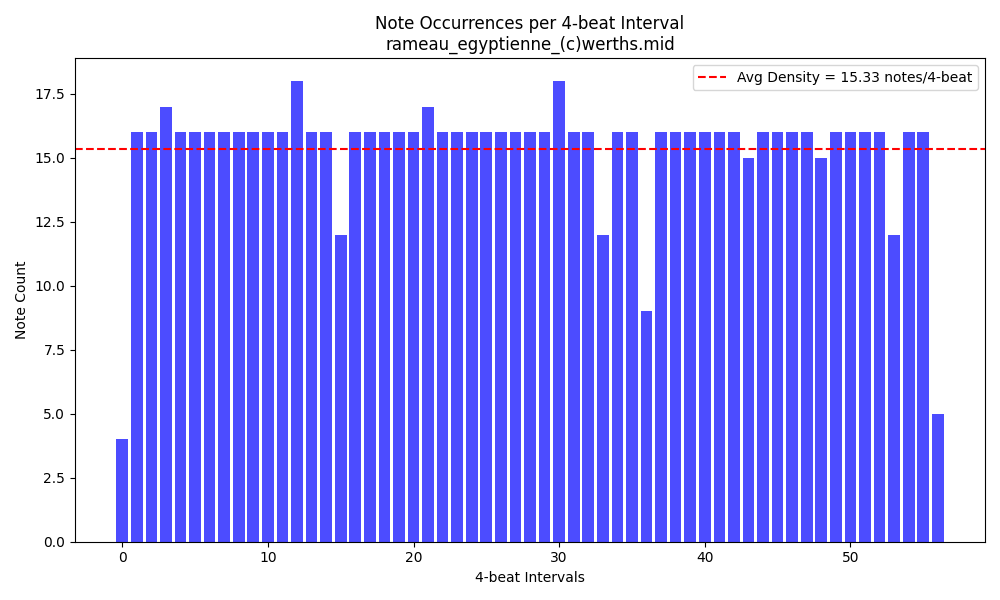 Note Occurrences per 4-beat Interval
rameau_egyptienne_(c)werths.mid
Avg Density = 15.33 notes/4-beat
Note Count
17.5
15.0
12.5
10.0
7.5
5.0
2.5
0.0
0 10 20 30 40 50
4-beat Intervals